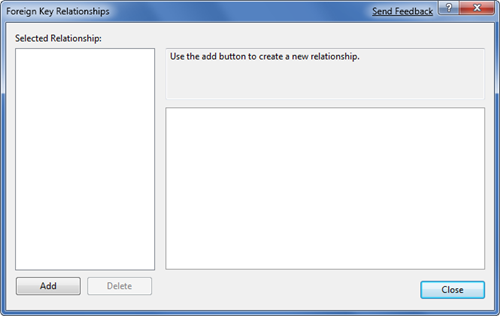 Foreign Key Relationships
Send Feedback
?
Selected Relationship:
Use the add button to create a new relationship.
Add
Delete
Close